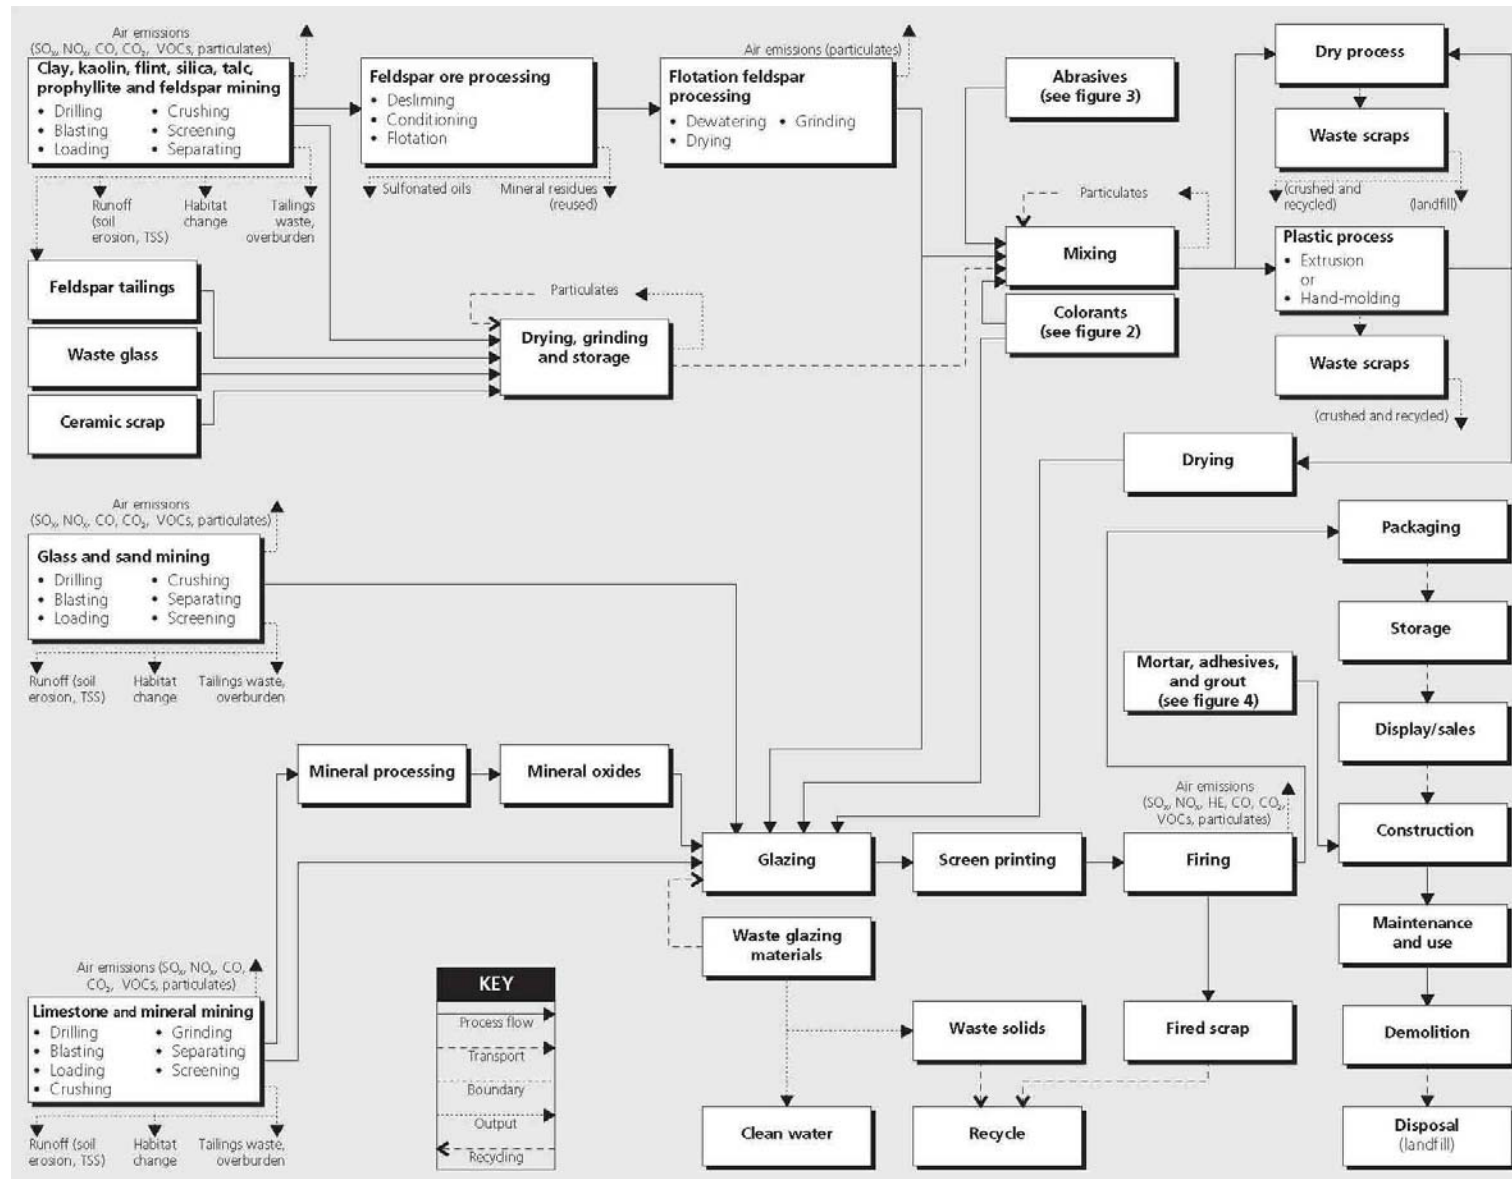 Air emissions
(SOₓ, NOₓ, CO, CO₂, VOCs, particulates)
Clay, kaolin, flint, silica, talc,
prophyllite and feldspar mining
• Drilling
• Blasting
• Loading
• Crushing
• Screening
• Separating
Runoff
(soil
erosion, TSS)
Habitat
change
Tailings
waste,
overburden
Feldspar ore processing
• Desliming
• Conditioning
• Flotation
Sulfonated oils
Mineral residues
(reused)
Air emissions (particulates)
Flotation feldspar
processing
• Dewatering
• Grinding
• Drying
Abrasives
(see figure 3)
Particulates
Mixing
Colorants
(see figure 2)
Dry process
Waste scraps
(crushed and
recycled)
(landfill)
Plastic process
• Extrusion
or
• Hand-molding
Waste scraps
(crushed and recycled)
Feldspar tailings
Waste glass
Ceramic scrap
Particulates
Drying, grinding
and storage
Drying
Air emissions
(SOₓ, NOₓ, CO, CO₂, VOCs, particulates)
Glass and sand mining
• Drilling
• Blasting
• Loading
• Crushing
• Separating
• Screening
Runoff (soil
erosion, TSS)
Habitat
change
Tailings waste,
overburden
Packaging
Storage
Mortar, adhesives,
and grout
(see figure 4)
Display/sales
Mineral processing
Mineral oxides
Air emissions
(SOₓ, NOₓ, HE, CO, CO₂,
VOCs, particulates)
Glazing
Screen printing
Firing
Construction
Waste glazing
materials
Maintenance
and use
Air emissions (SOₓ, NOₓ, CO,
CO₂, VOCs, particulates)
Limestone and mineral mining
• Drilling
• Blasting
• Loading
• Crushing
• Grinding
• Separating
• Screening
Runoff (soil
erosion, TSS)
Habitat
change
Tailings waste,
overburden
KEY
Process flow
Transport
Boundary
Output
Recycling
Waste solids
Fired scrap
Demolition
Clean water
Recycle
Disposal
(landfill)